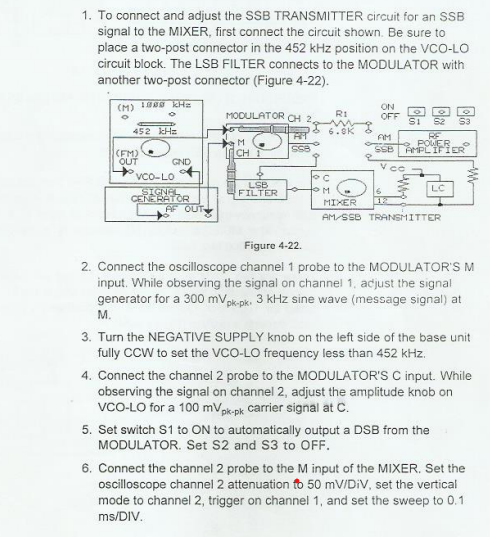 1. To connect and adjust the SSB TRANSMITTER circuit for an SSB
signal to the MIXER, first connect the circuit shown. Be sure to
place a two-post connector in the 452 kHz position on the VCO-LO
circuit block. The LSB FILTER connects to the MODULATOR with
another two-post connector (Figure 4-22).
(M) 1000 kHz
452 kHz
(FM)
OUT
GND
VCO-LO
SIGNAL
GENERATOR
AF OUT
MODULATOR CH 2
C
M
CH 1
AM
SSB
R1
6.8K
LSB
FILTER
C
M
MIXER
6
12
ON
OFF
S1 S2 S3
AM
SSB
RF
POWER
AMPLIFIER
Vcc
LC
AM/SSB TRANSMITTER
Figure 4-22.
2. Connect the oscilloscope channel 1 probe to the MODULATOR'S M
input. While observing the signal on channel 1, adjust the signal
generator for a 300 mVpk-pk, 3 kHz sine wave (message signal) at
M.
3. Turn the NEGATIVE SUPPLY knob on the left side of the base unit
fully CCW to set the VCO-LO frequency less than 452 kHz.
4. Connect the channel 2 probe to the MODULATOR'S C input. While
observing the signal on channel 2, adjust the amplitude knob on
VCO-LO for a 100 mVpk-pk carrier signal at C.
5. Set switch S1 to ON to automatically output a DSB from the
MODULATOR. Set S2 and S3 to OFF.
6. Connect the channel 2 probe to the M input of the MIXER. Set the
oscilloscope channel 2 attenuation to 50 mV/DIV, set the vertical
mode to channel 2, trigger on channel 1, and set the sweep to 0.1
ms/DIV.